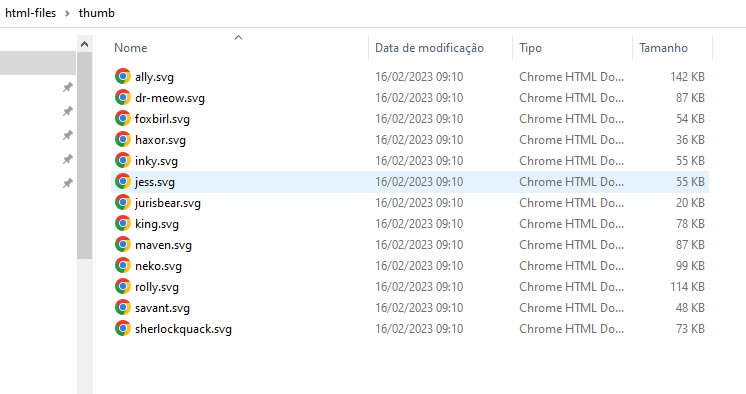 html-files > thumb
Nome Data de modificação Tipo Tamanho
ally.svg 16/02/2023 09:10 Chrome HTML Do... 142 KB
dr-meow.svg 16/02/2023 09:10 Chrome HTML Do... 87 KB
foxbirl.svg 16/02/2023 09:10 Chrome HTML Do... 54 KB
haxor.svg 16/02/2023 09:10 Chrome HTML Do... 36 KB
inky.svg 16/02/2023 09:10 Chrome HTML Do... 55 KB
jess.svg 16/02/2023 09:10 Chrome HTML Do... 55 KB
jurisbear.svg 16/02/2023 09:10 Chrome HTML Do... 20 KB
king.svg 16/02/2023 09:10 Chrome HTML Do... 78 KB
maven.svg 16/02/2023 09:10 Chrome HTML Do... 87 KB
neko.svg 16/02/2023 09:10 Chrome HTML Do... 99 KB
rolly.svg 16/02/2023 09:10 Chrome HTML Do... 114 KB
savant.svg 16/02/2023 09:10 Chrome HTML Do... 48 KB
sherlockquack.svg 16/02/2023 09:10 Chrome HTML Do... 73 KB